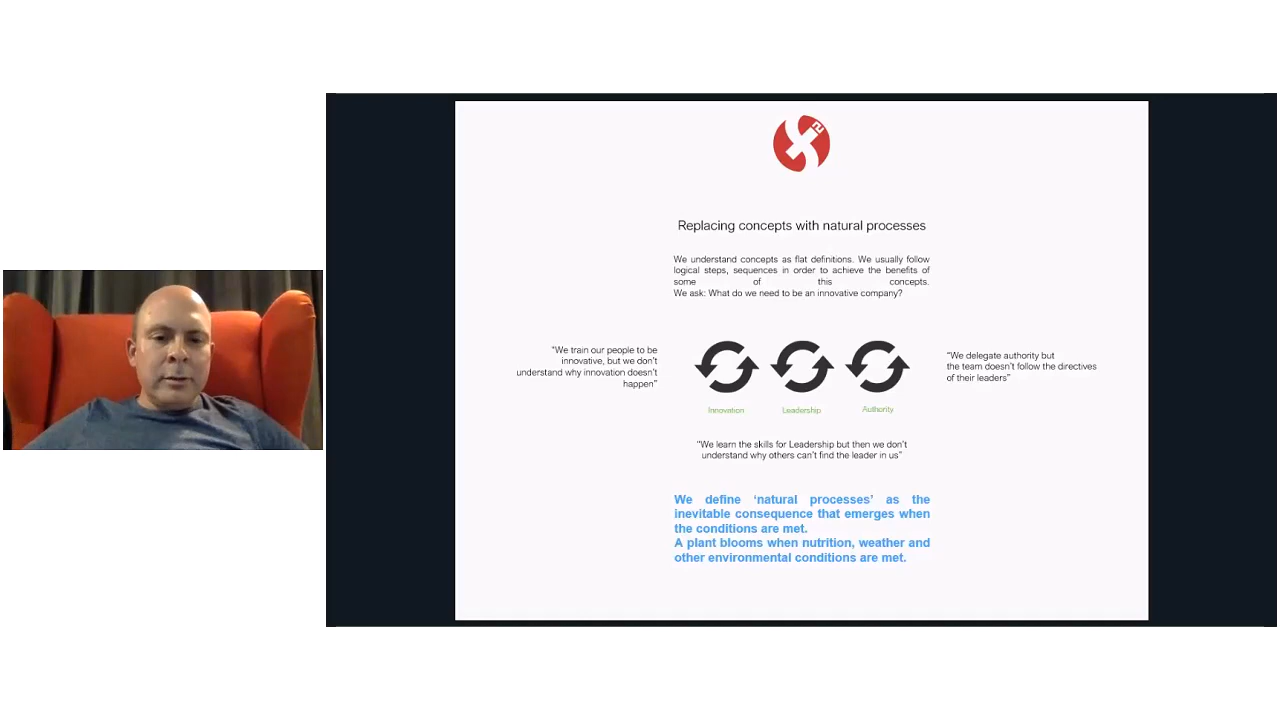 2
Replacing concepts with natural processes
We understand concepts as flat definitions. We usually follow
logical steps, sequences in order to achieve the benefits of
some of this concepts.
We ask: What do we need to be an innovative company?
"We train our people to be
innovative, but we don't
understand why innovation doesn't
happen"
Innovation
Leadership
Authority
"We delegate authority but
the team doesn't follow the directives
of their leaders"
"We learn the skills for Leadership but then we don't
understand why others can't find the leader in us"
We define 'natural processes' as the
inevitable consequence that emerges when
the conditions are met.
A plant blooms when nutrition, weather and
other environmental conditions are met.